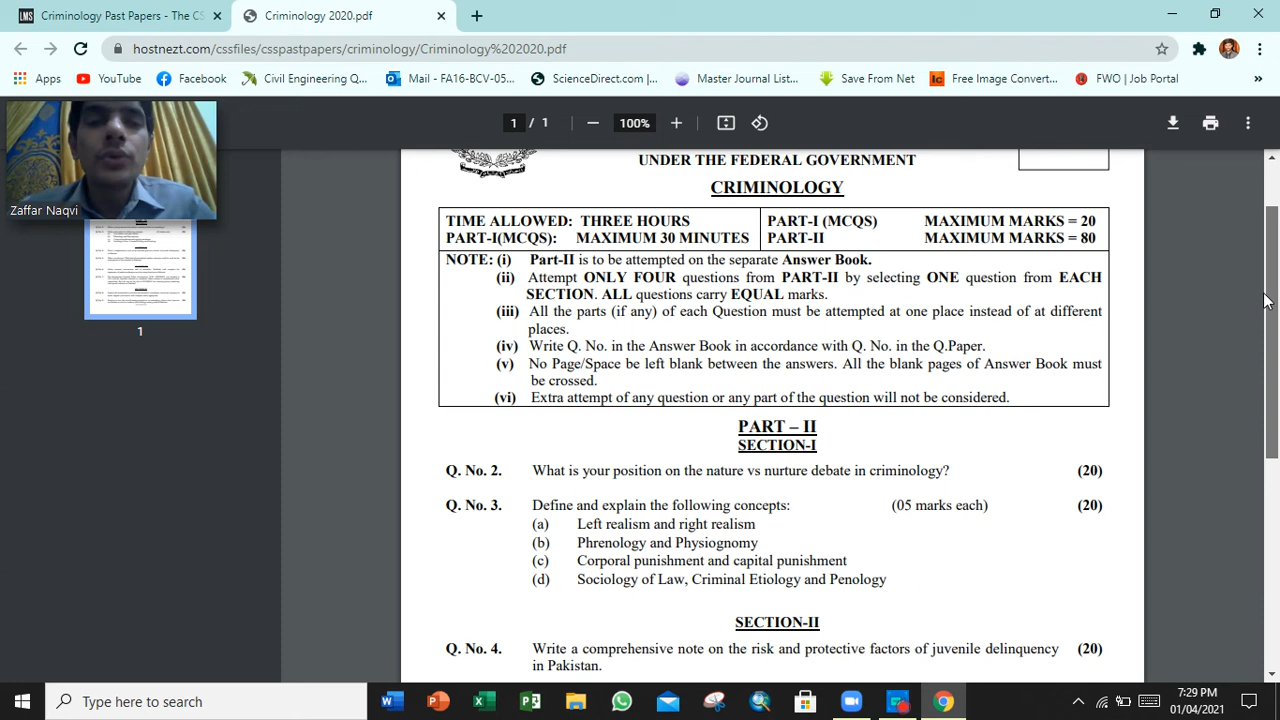 LMS Criminology Past Papers - The CS
Criminology 2020.pdf
hostnezt.com/cssfiles/csspastpapers/criminology/Criminology%202020.pdf
Apps YouTube Facebook Civil Engineering Q... Mail - FA16-BCV-05... ScienceDirect.com |... Master Journal List... Save From Net Ic Free Image Convert... FWO | Job Portal »
1 / 1 100%
Zaffar Naqvi
1
UNDER THE FEDERAL GOVERNMENT
CRIMINOLOGY
TIME ALLOWED: THREE HOURS PART-I (MCQS) MAXIMUM MARKS = 20
PART-I(MCQS): MAXIMUM 30 MINUTES PART-II MAXIMUM MARKS = 80
NOTE: (i) Part-II is to be attempted on the separate Answer Book.
(ii) Attempt ONLY FOUR questions from PART-II by selecting ONE question from EACH
SECTION. ALL questions carry EQUAL marks.
(iii) All the parts (if any) of each Question must be attempted at one place instead of at different
places.
(iv) Write Q. No. in the Answer Book in accordance with Q. No. in the Q.Paper.
(v) No Page/Space be left blank between the answers. All the blank pages of Answer Book must
be crossed.
(vi) Extra attempt of any question or any part of the question will not be considered.
PART – II
SECTION-I
Q. No. 2. What is your position on the nature vs nurture debate in criminology? (20)
Q. No. 3. Define and explain the following concepts: (05 marks each) (20)
(a) Left realism and right realism
(b) Phrenology and Physiognomy
(c) Corporal punishment and capital punishment
(d) Sociology of Law, Criminal Etiology and Penology
SECTION-II
Q. No. 4. Write a comprehensive note on the risk and protective factors of juvenile delinquency (20)
in Pakistan.
Type here to search
7:29 PM
01/04/2021